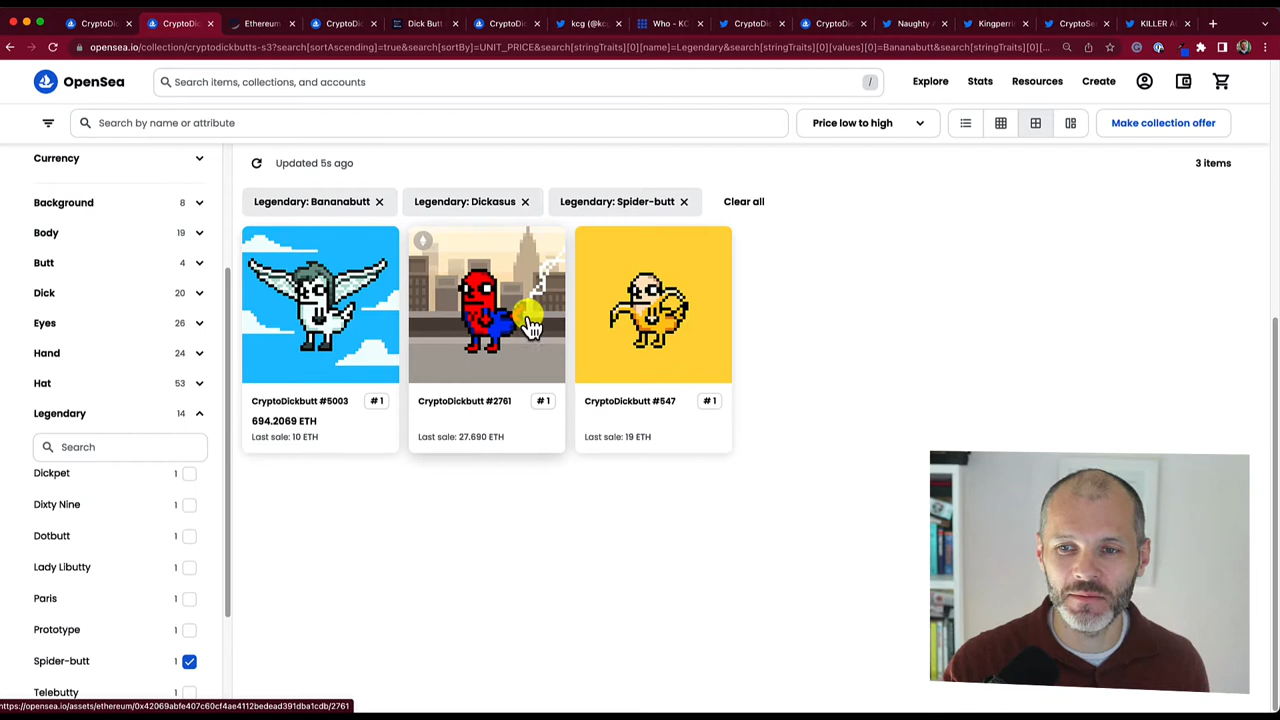 CryptoDic
CryptoDic
Ethereum
CryptoDi
Dick Butt
CryptoDic
kcg (@kc
Who - KC
CryptoDi
CryptoDi
Naughty
Kingperri
CryptoSe
KILLER A
opensea.io/collection/cryptodickbutts-s3?search[sortAscending]=true&search[sortBy]=UNIT_PRICE&search[stringTraits][0][name]=Legendary&search[stringTraits][0][values][0]=Bananabutt&search[stringTraits][0]...
OpenSea
Search items, collections, and accounts
/
Explore
Stats
Resources
Create
Search by name or attribute
Price low to high
Make collection offer
Currency
Updated 5s ago
3 items
Background 8
Legendary: Bananabutt ×
Legendary: Dickasus ×
Legendary: Spider-butt ×
Clear all
Body 19
Butt 4
Dick 20
Eyes 26
Hand 24
Hat 53
Legendary 14
Search
Dickpet 1
Dixty Nine 1
Dotbutt 1
Lady Libutty 1
Paris 1
Prototype 1
Spider-butt 1
Telebutty 1
CryptoDickbutt #5003 #1
694.2069 ETH
Last sale: 10 ETH
CryptoDickbutt #2761 #1
Last sale: 27.690 ETH
CryptoDickbutt #547 #1
Last sale: 19 ETH
https://opensea.io/assets/ethereum/0x42069abfe407c60cf4ae4112bedead391dba1cdb/2761